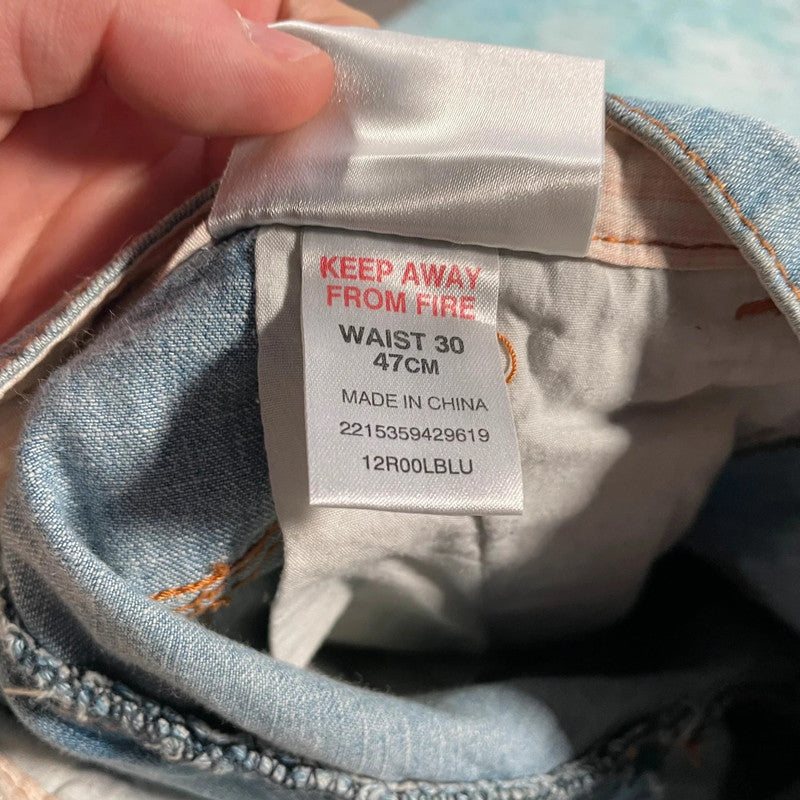 KEEP AWAY
FROM FIRE
WAIST 30
47CM
MADE IN CHINA
2215359429619
12R00LBLU